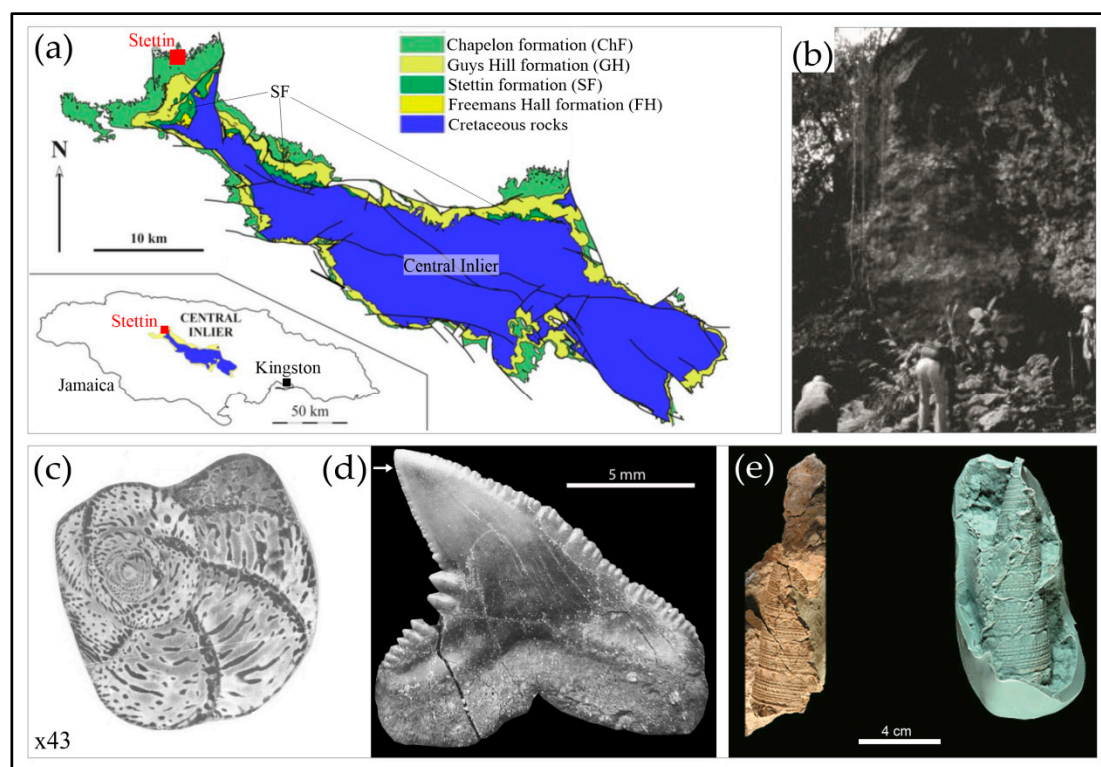 (a)
Stettin
SF
Chapelon formation (ChF)
Guys Hill formation (GH)
Stettin formation (SF)
Freemans Hall formation (FH)
Cretaceous rocks
N
10 km
Central Inlier
Stettin
CENTRAL
INLIER
Jamaica
Kingston
50 km
(b)
(c)
x43
(d)
5 mm
(e)
4 cm